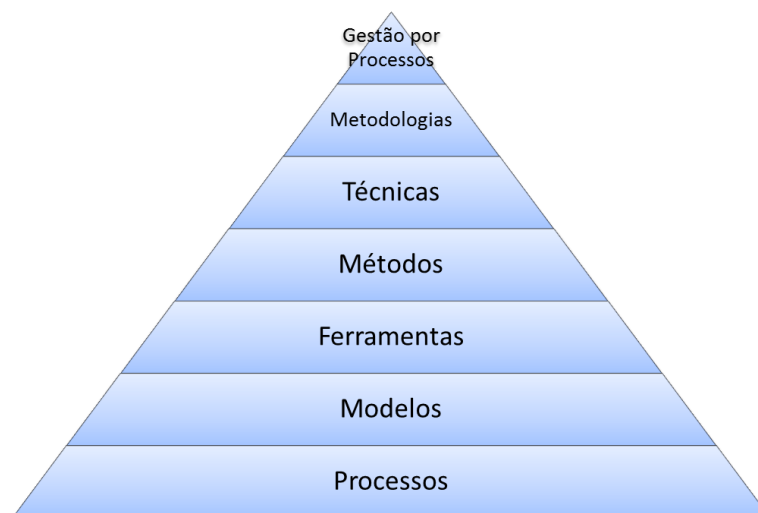 Gestão por
Processos
Metodologias
Técnicas
Métodos
Ferramentas
Modelos
Processos